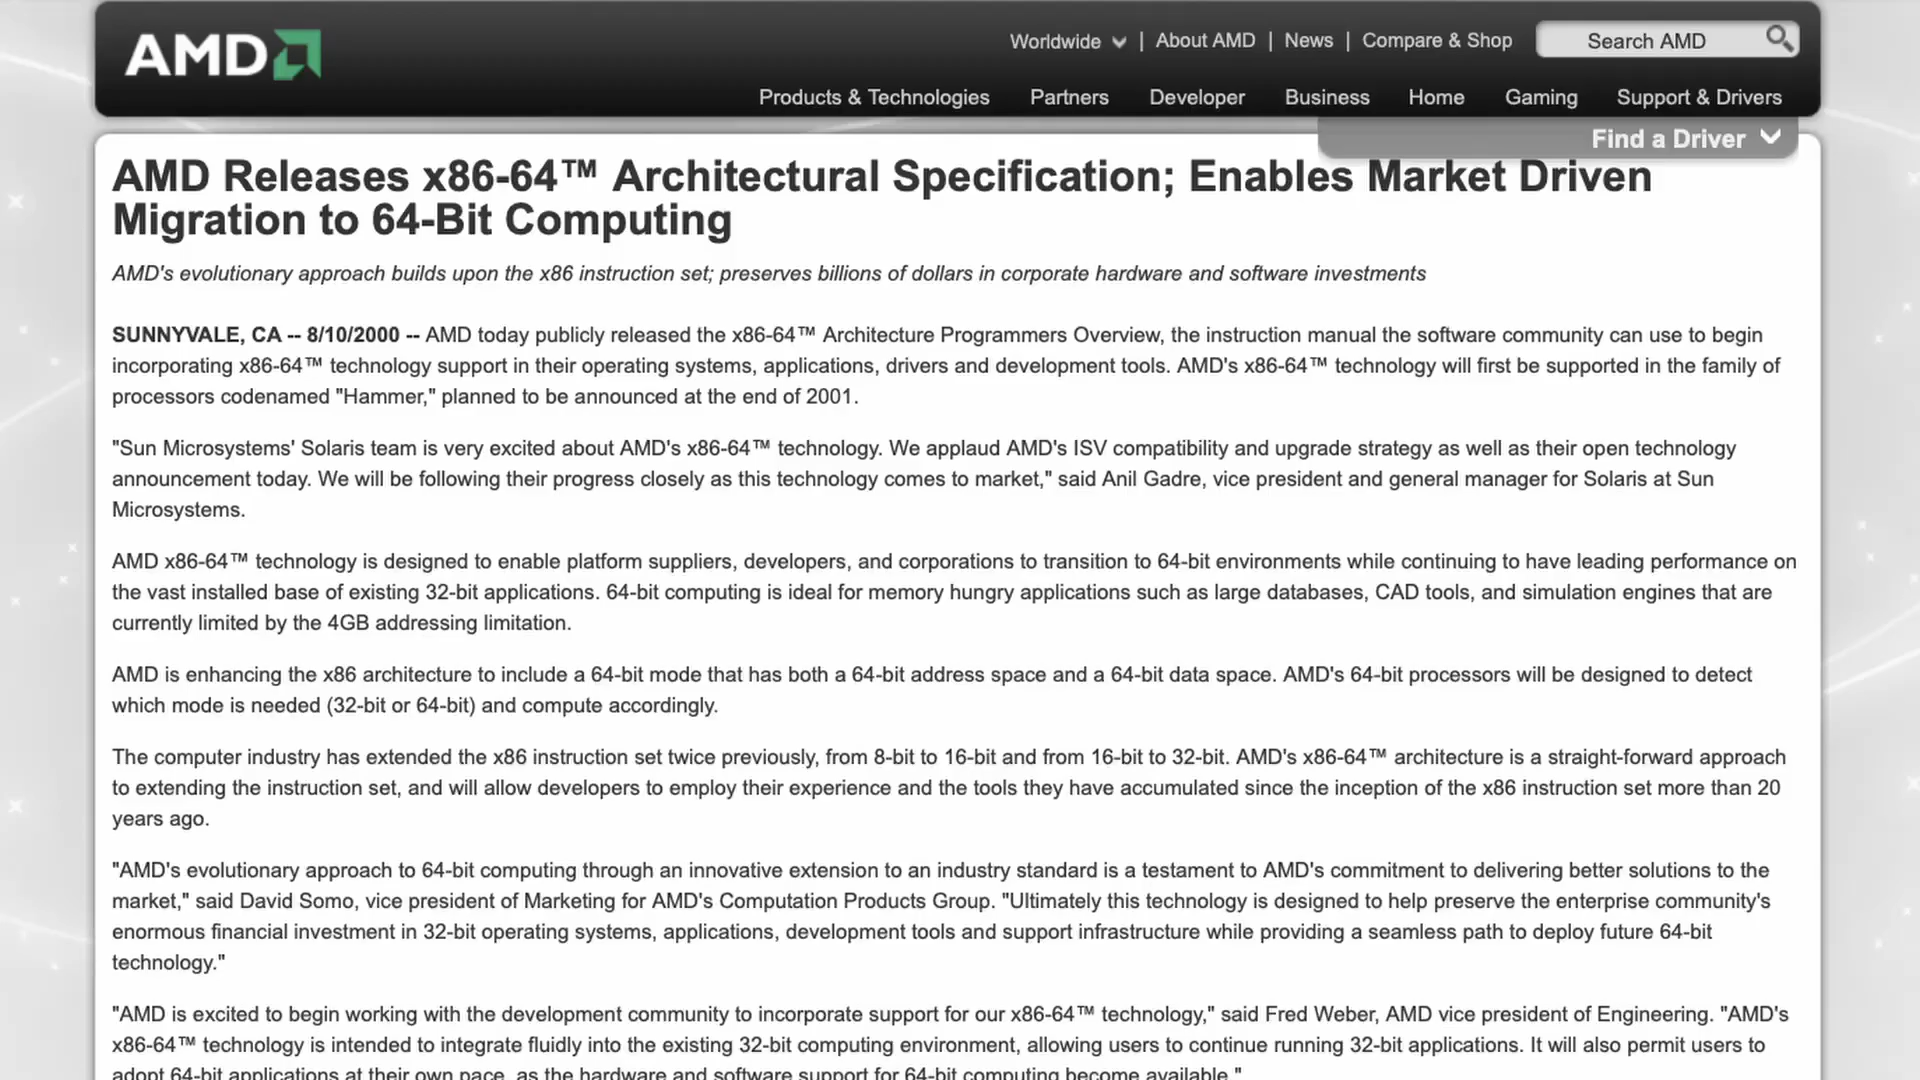 AMD
Worldwide | About AMD | News | Compare & Shop
Search AMD
Products & Technologies Partners Developer Business Home Gaming Support & Drivers
Find a Driver
AMD Releases x86-64™ Architectural Specification; Enables Market Driven
Migration to 64-Bit Computing
AMD's evolutionary approach builds upon the x86 instruction set; preserves billions of dollars in corporate hardware and software investments
SUNNYVALE, CA -- 8/10/2000 -- AMD today publicly released the x86-64™ Architecture Programmers Overview, the instruction manual the software community can use to begin
incorporating x86-64™ technology support in their operating systems, applications, drivers and development tools. AMD's x86-64™ technology will first be supported in the family of
processors codenamed "Hammer," planned to be announced at the end of 2001.
"Sun Microsystems' Solaris team is very excited about AMD's x86-64™ technology. We applaud AMD's ISV compatibility and upgrade strategy as well as their open technology
announcement today. We will be following their progress closely as this technology comes to market," said Anil Gadre, vice president and general manager for Solaris at Sun
Microsystems.
AMD x86-64™ technology is designed to enable platform suppliers, developers, and corporations to transition to 64-bit environments while continuing to have leading performance on
the vast installed base of existing 32-bit applications. 64-bit computing is ideal for memory hungry applications such as large databases, CAD tools, and simulation engines that are
currently limited by the 4GB addressing limitation.
AMD is enhancing the x86 architecture to include a 64-bit mode that has both a 64-bit address space and a 64-bit data space. AMD's 64-bit processors will be designed to detect
which mode is needed (32-bit or 64-bit) and compute accordingly.
The computer industry has extended the x86 instruction set twice previously, from 8-bit to 16-bit and from 16-bit to 32-bit. AMD's x86-64™ architecture is a straight-forward approach
to extending the instruction set, and will allow developers to employ their experience and the tools they have accumulated since the inception of the x86 instruction set more than 20
years ago.
"AMD's evolutionary approach to 64-bit computing through an innovative extension to an industry standard is a testament to AMD's commitment to delivering better solutions to the
market," said David Somo, vice president of Marketing for AMD's Computation Products Group. "Ultimately this technology is designed to help preserve the enterprise community's
enormous financial investment in 32-bit operating systems, applications, development tools and support infrastructure while providing a seamless path to deploy future 64-bit
technology."
"AMD is excited to begin working with the development community to incorporate support for our x86-64™ technology," said Fred Weber, AMD vice president of Engineering. "AMD's
x86-64™ technology is intended to integrate fluidly into the existing 32-bit computing environment, allowing users to continue running 32-bit applications. It will also permit users to
adopt 64-bit applications at their own pace, as the hardware and software support for 64-bit computing become available."